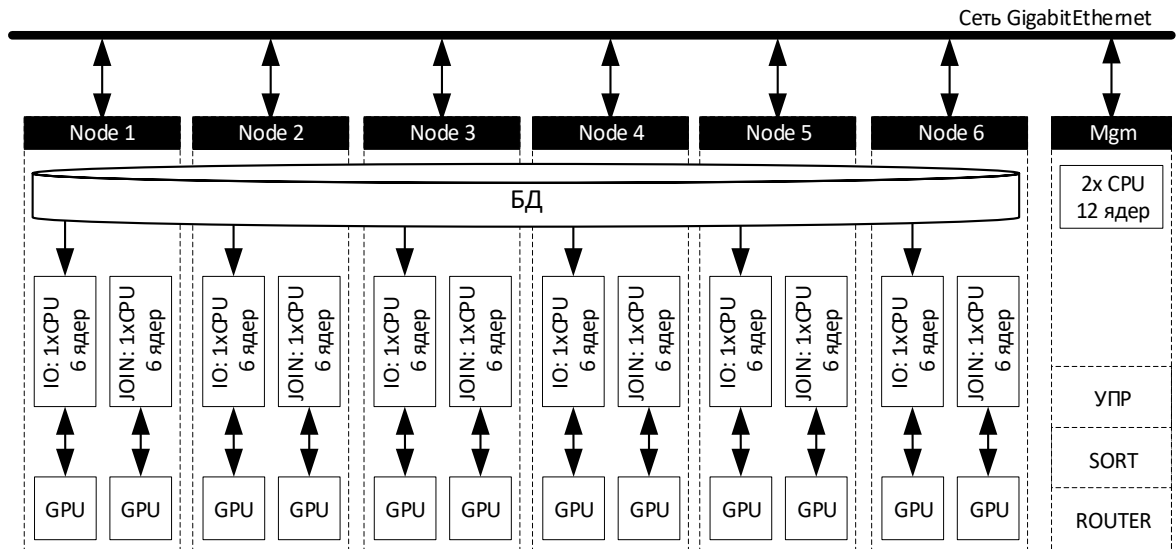 Сеть GigabitEthernet
Node 1
Node 2
Node 3
Node 4
Node 5
Node 6
Mgm
БД
2x CPU
12 ядер
IO: 1xCPU
6 ядер
JOIN: 1xCPU
6 ядер
IO: 1xCPU
6 ядер
JOIN: 1xCPU
6 ядер
IO: 1xCPU
6 ядер
JOIN: 1xCPU
6 ядер
IO: 1xCPU
6 ядер
JOIN: 1xCPU
6 ядер
IO: 1xCPU
6 ядер
JOIN: 1xCPU
6 ядер
IO: 1xCPU
6 ядер
JOIN: 1xCPU
6 ядер
УПР
SORT
GPU
GPU
GPU
GPU
GPU
GPU
GPU
GPU
GPU
GPU
GPU
GPU
ROUTER